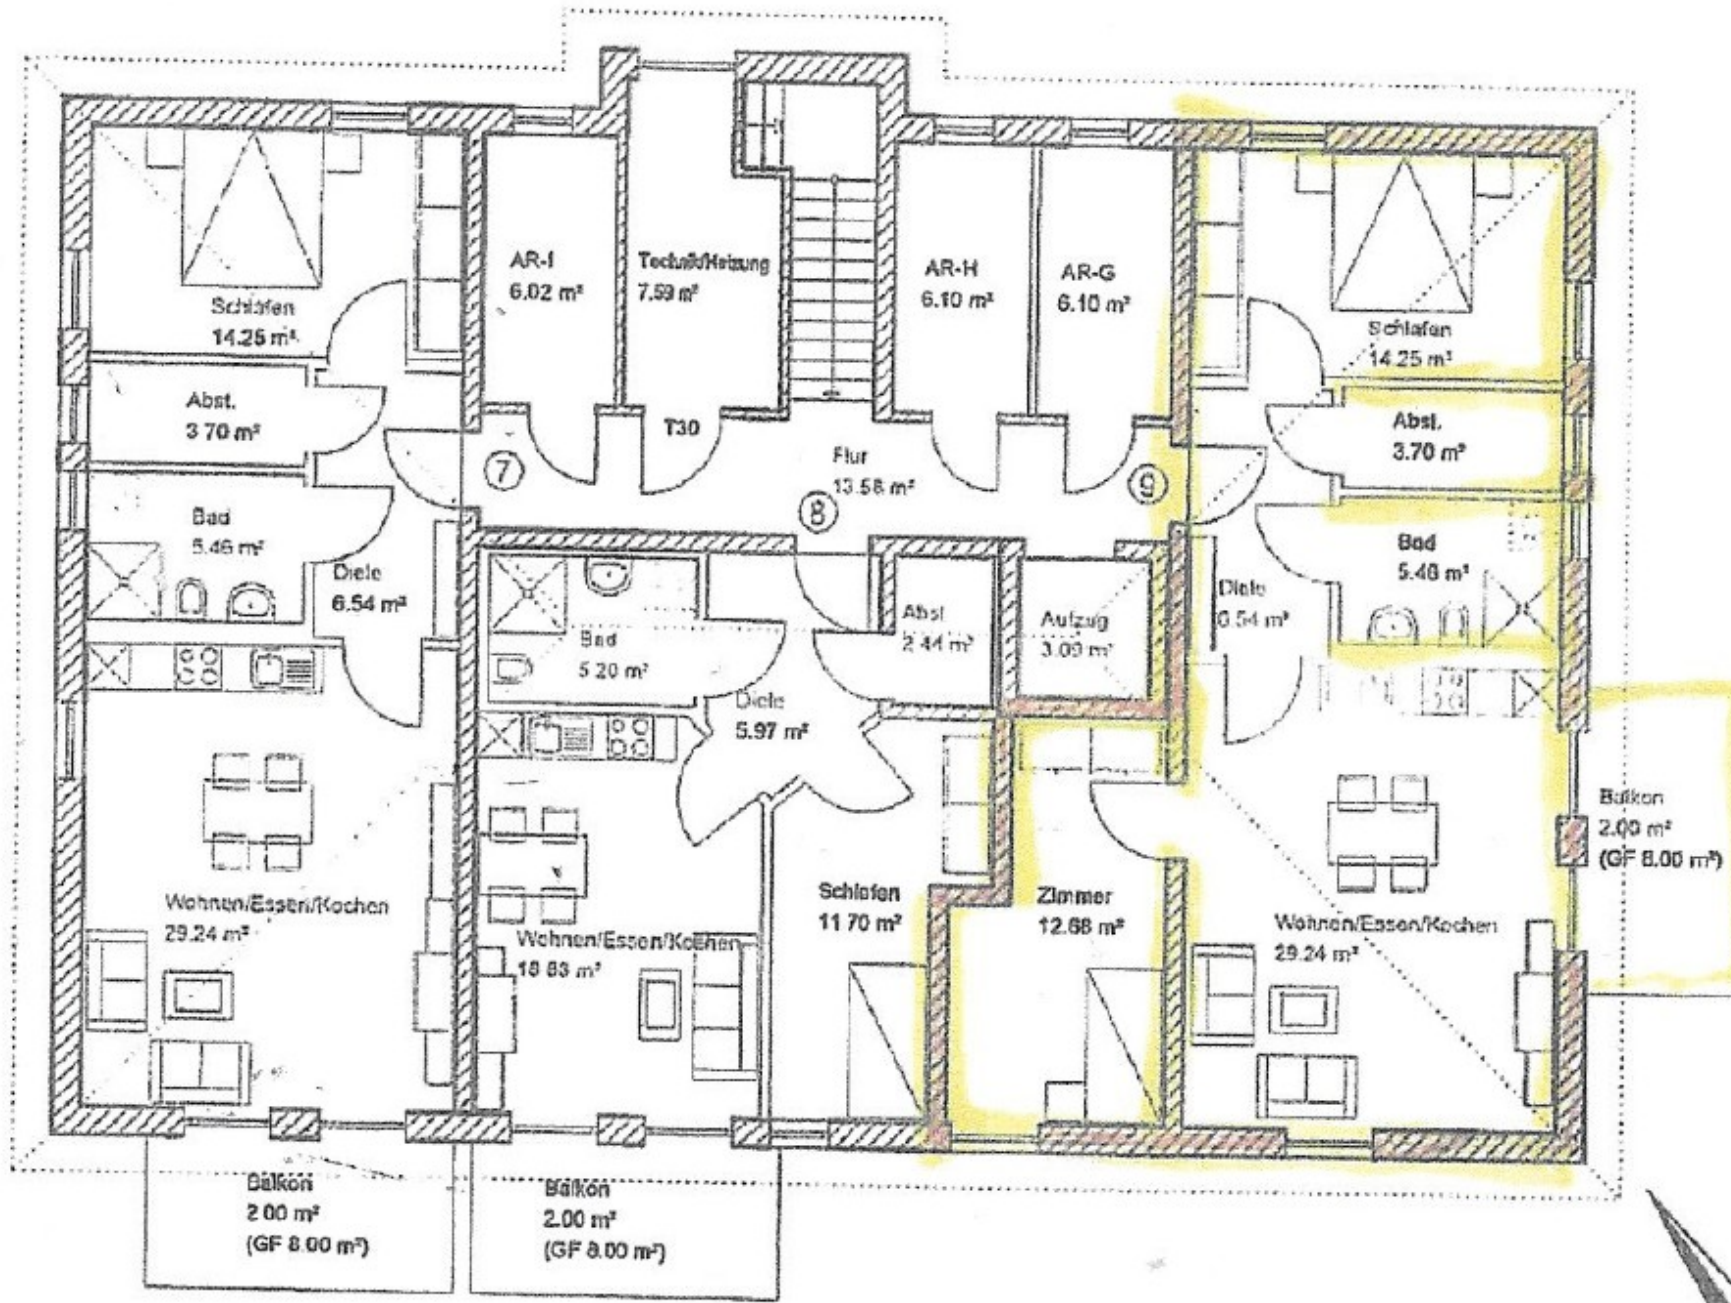 Schlafen
14.25 m²
Abst.
3.70 m²
Bad
5.46 m²
Diele
6.54 m²
Wohnen/Essen/Kochen
29.24 m²
Balkon
2.00 m²
(GF 8.00 m²)
AR-I
6.02 m²
Technik/Heizung
7.59 m²
T30
AR-H
6.10 m²
AR-G
6.10 m²
Flur
13.58 m²
7
8
9
Bad
5.20 m²
Diele
5.97 m²
Abst
2.44 m²
Aufzug
3.09 m²
Wohnen/Essen/Kochen
18.83 m²
Schlafen
11.70 m²
Balkon
2.00 m²
(GF 8.00 m²)
Zimmer
12.68 m²
Schlafen
14.25 m²
Abst.
3.70 m²
Bad
5.46 m²
Diele
6.54 m²
Wohnen/Essen/Kochen
29.24 m²
Balkon
2.00 m²
(GF 8.00 m²)